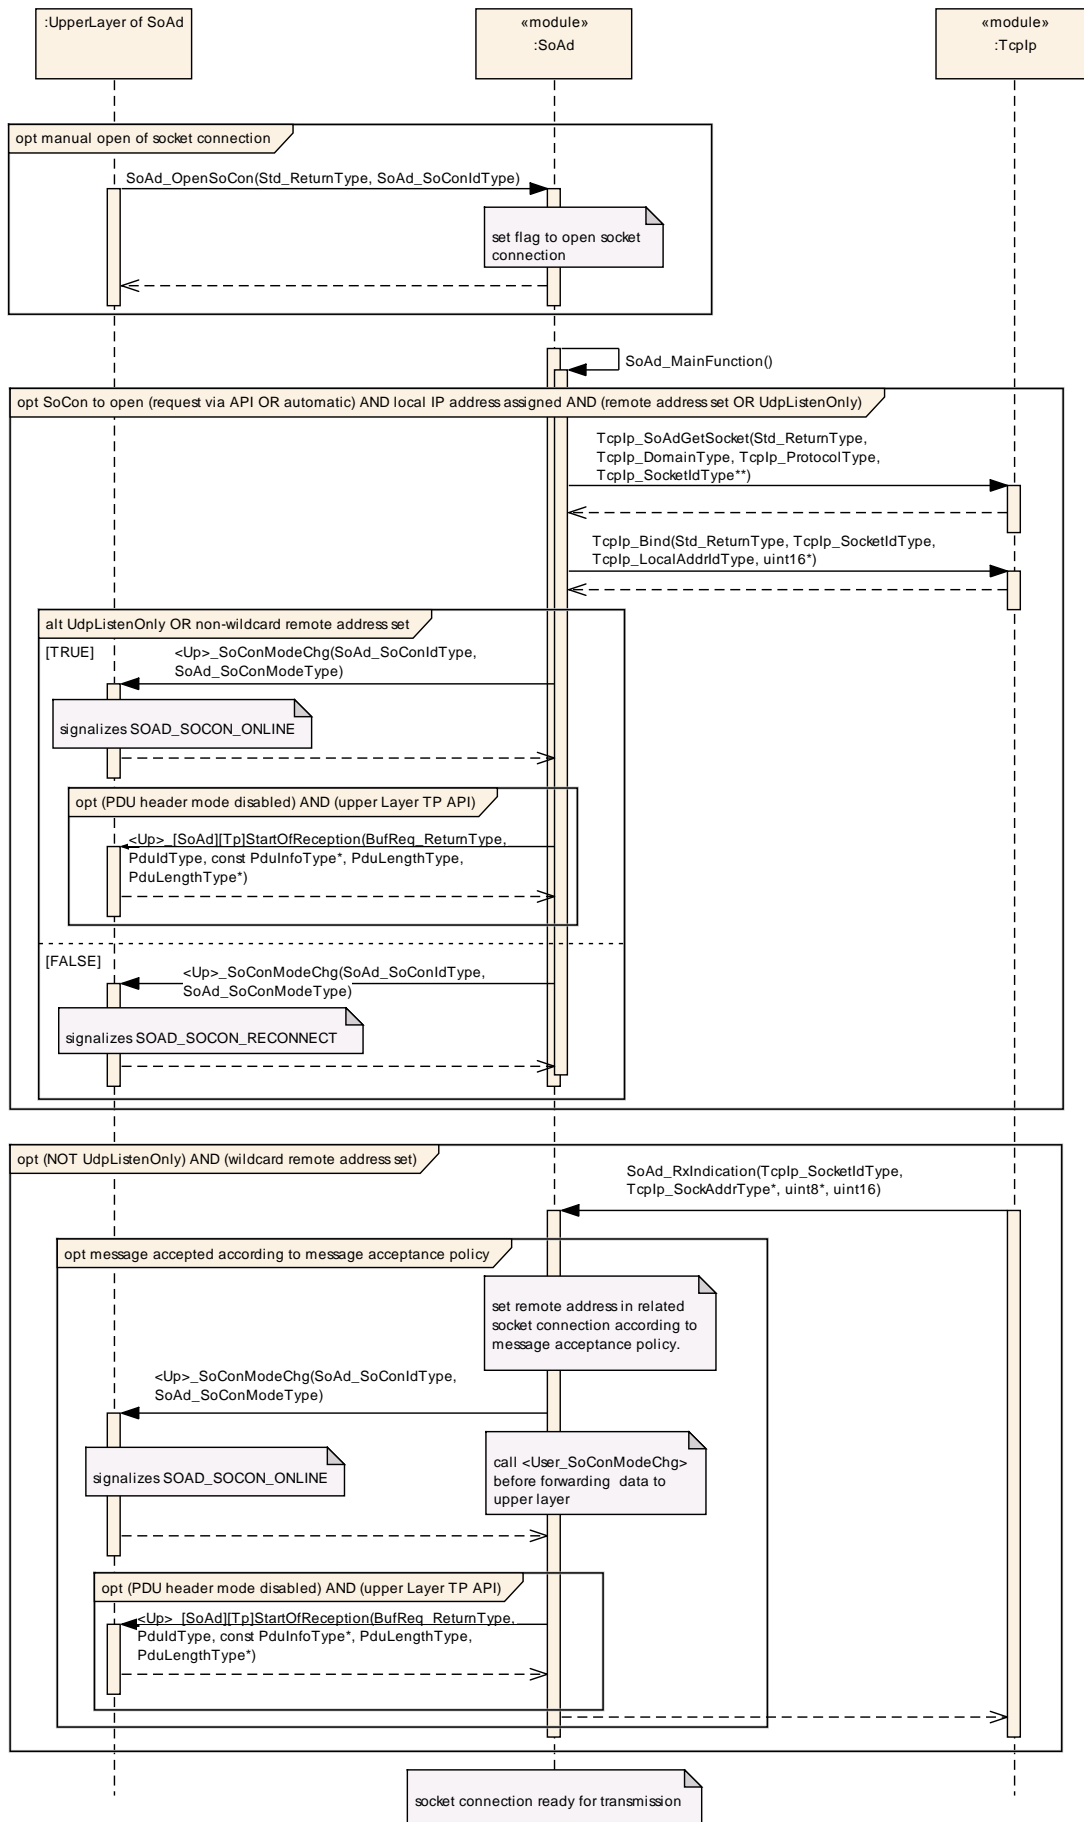 :UpperLayer of SoAd
«module»
:SoAd
«module»
:TcpIp
opt manual open of socket connection
SoAd_OpenSoCon(Std_ReturnType, SoAd_SoConIdType)
set flag to open socket
connection
SoAd_MainFunction()
opt SoCon to open (request via API OR automatic) AND local IP address assigned AND (remote address set OR UdpListenOnly)
TcpIp_SoAdGetSocket(Std_ReturnType,
TcpIp_DomainType, TcpIp_ProtocolType,
TcpIp_SocketIdType**)
TcpIp_Bind(Std_ReturnType, TcpIp_SocketIdType,
TcpIp_LocalAddrIdType, uint16*)
alt UdpListenOnly OR non-wildcard remote address set
[TRUE]
<Up>_SoConModeChg(SoAd_SoConIdType,
SoAd_SoConModeType)
signalizes SOAD_SOCON_ONLINE
opt (PDU header mode disabled) AND (upper Layer TP API)
<Up>_[SoAd][Tp]StartOfReception(BufReq_ReturnType,
PduIdType, const PduInfoType*, PduLengthType,
PduLengthType*)
[FALSE]
<Up>_SoConModeChg(SoAd_SoConIdType,
SoAd_SoConModeType)
signalizes SOAD_SOCON_RECONNECT
opt (NOT UdpListenOnly) AND (wildcard remote address set)
SoAd_RxIndication(TcpIp_SocketIdType,
TcpIp_SockAddrType*, uint8*, uint16)
opt message accepted according to message acceptance policy
set remote address in related
socket connection according to
message acceptance policy.
<Up>_SoConModeChg(SoAd_SoConIdType,
SoAd_SoConModeType)
call <User_SoConModeChg>
before forwarding  data to
upper layer
signalizes SOAD_SOCON_ONLINE
opt (PDU header mode disabled) AND (upper Layer TP API)
<Up>_[SoAd][Tp]StartOfReception(BufReq_ReturnType,
PduIdType, const PduInfoType*, PduLengthType,
PduLengthType*)
socket connection ready for transmission